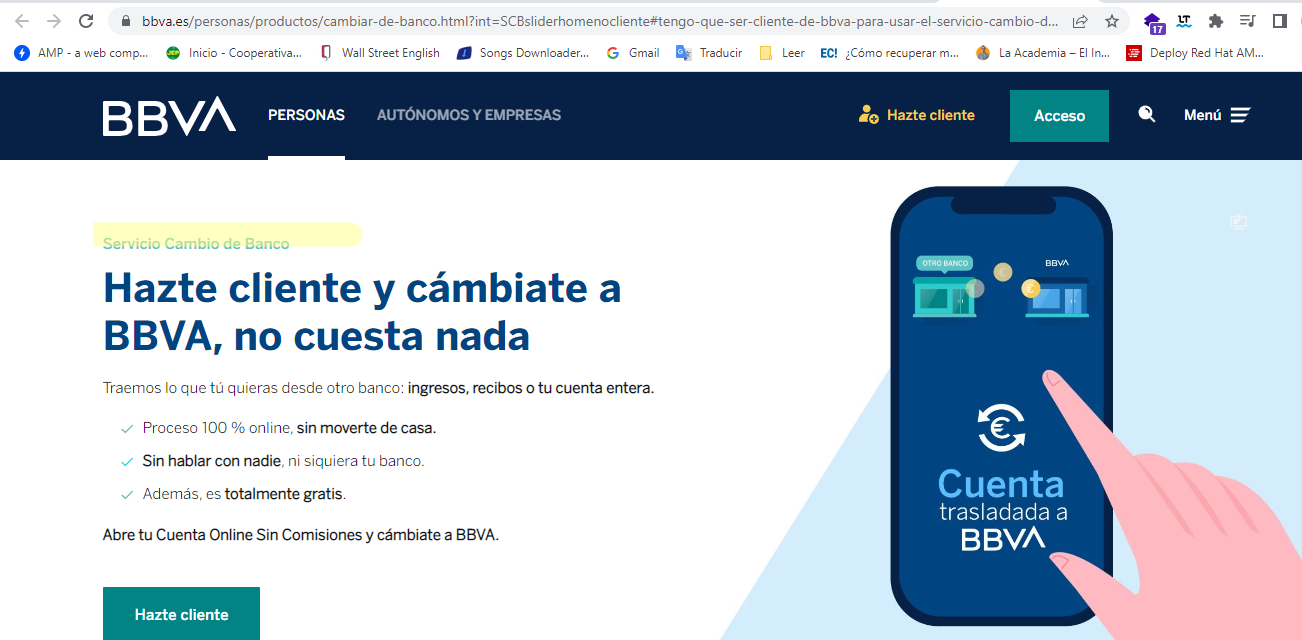 bbva.es/personas/productos/cambiar-de-banco.html?int=SCBsliderhomenocliente#tengo-que-ser-cliente-de-bbva-para-usar-el-servicio-cambio-d...
17
LT
AMP - a web comp...
JEP
Inicio - Cooperativa...
Wall Street English
Songs Downloader...
Gmail
Traducir
Leer
EC! ¿Cómo recuperar m...
La Academia – El In...
Deploy Red Hat AM...
BBVA
PERSONAS
AUTÓNOMOS Y EMPRESAS
Hazte cliente
Acceso
Menú
Servicio Cambio de Banco
Hazte cliente y cámbiate a
BBVA, no cuesta nada
Traemos lo que tú quieras desde otro banco: ingresos, recibos o tu cuenta entera.
Proceso 100 % online, sin moverte de casa.
Sin hablar con nadie, ni siquiera tu banco.
Además, es totalmente gratis.
Abre tu Cuenta Online Sin Comisiones y cámbiate a BBVA.
Hazte cliente
OTRO BANCO
BBVA
€
€
€
Cuenta
trasladada a
BBVA